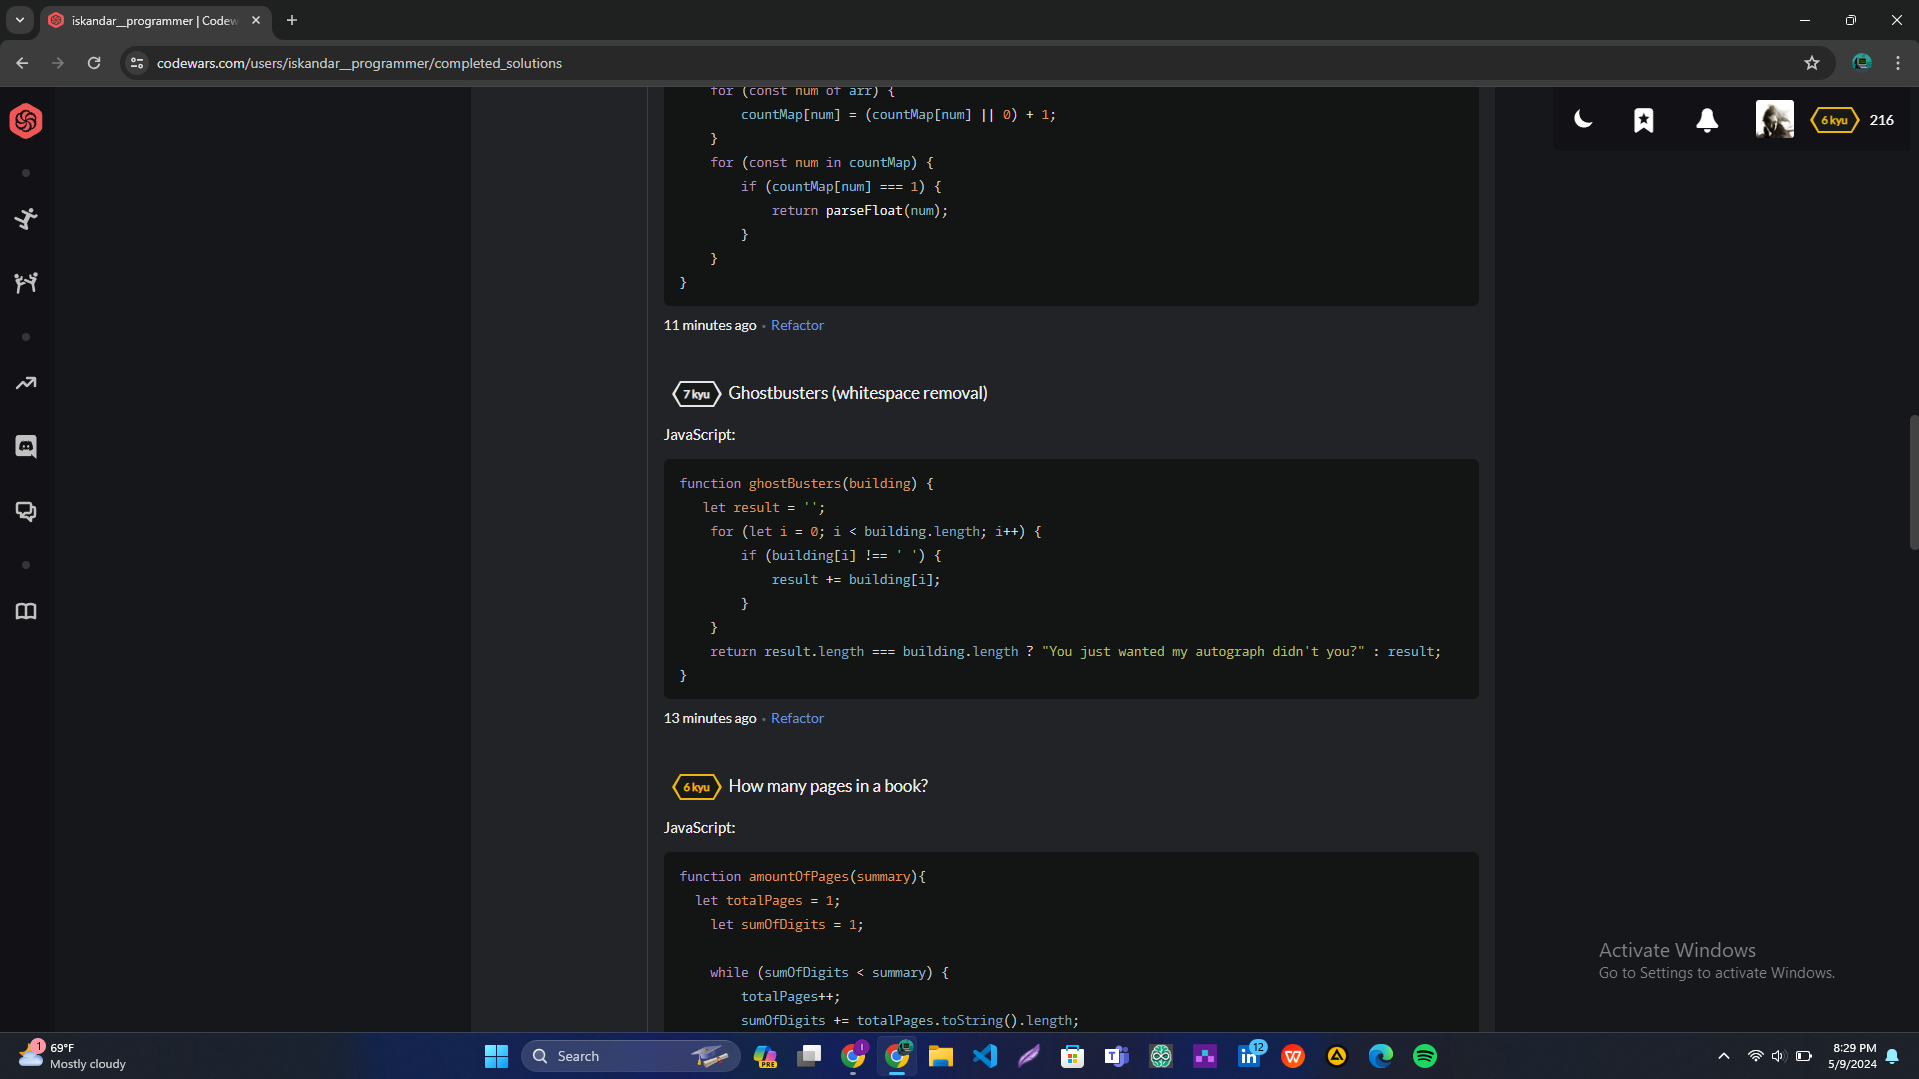 iskandar__programmer | Codew
codewars.com/users/iskandar__programmer/completed_solutions
6 kyu 216
for (const num of arr) {
countMap[num] = (countMap[num] || 0) + 1;
}
for (const num in countMap) {
if (countMap[num] === 1) {
return parseFloat(num);
}
}
}
11 minutes ago • Refactor
7 kyu Ghostbusters (whitespace removal)
JavaScript:
function ghostBusters(building) {
let result = '';
for (let i = 0; i < building.length; i++) {
if (building[i] !== ' ') {
result += building[i];
}
}
return result.length === building.length ? "You just wanted my autograph didn't you?" : result;
}
13 minutes ago • Refactor
6 kyu How many pages in a book?
JavaScript:
function amountOfPages(summary){
let totalPages = 1;
let sumOfDigits = 1;
while (sumOfDigits < summary) {
totalPages++;
sumOfDigits += totalPages.toString().length;
Activate Windows
Go to Settings to activate Windows.
1
69°F
Mostly cloudy
Search
PRE
1
12
8:29 PM
5/9/2024